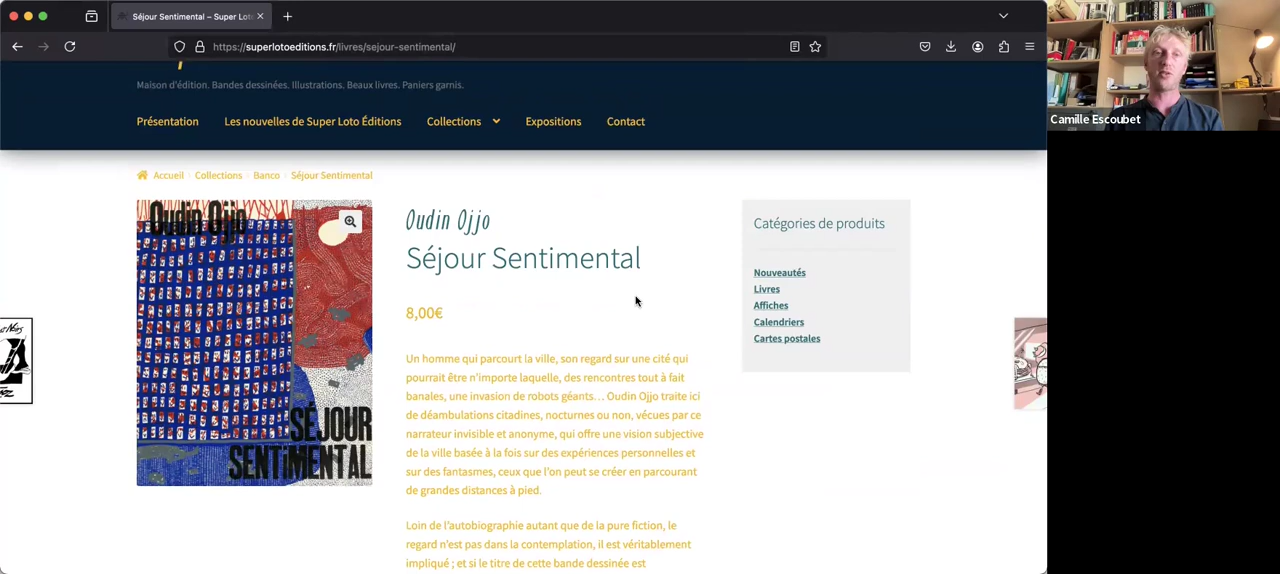 Séjour Sentimental – Super Lot
https://superlotoeditions.fr/livres/sejour-sentimental/
Camille Escoubet
Maison d'édition. Bandes dessinées. Illustrations. Beaux livres. Paniers garnis.
Présentation
Les nouvelles de Super Loto Éditions
Collections
Expositions
Contact
Accueil
Collections
Banco
Séjour Sentimental
Oudin Ojjo
SÉJOUR
SENTIMENTAL
Oudin Ojjo
Séjour Sentimental
8,00€
Un homme qui parcourt la ville, son regard sur une cité qui
pourrait être n'importe laquelle, des rencontres tout à fait
banales, une invasion de robots géants… Oudin Ojjo traite ici
de déambulations citadines, nocturnes ou non, vécues par ce
narrateur invisible et anonyme, qui offre une vision subjective
de la ville basée à la fois sur des expériences personnelles et
sur des fantasmes, ceux que l'on peut se créer en parcourant
de grandes distances à pied.
Loin de l'autobiographie autant que de la pure fiction, le
regard n'est pas dans la contemplation, il est véritablement
impliqué ; et si le titre de cette bande dessinée est
Catégories de produits
Nouveautés
Livres
Affiches
Calendriers
Cartes postales